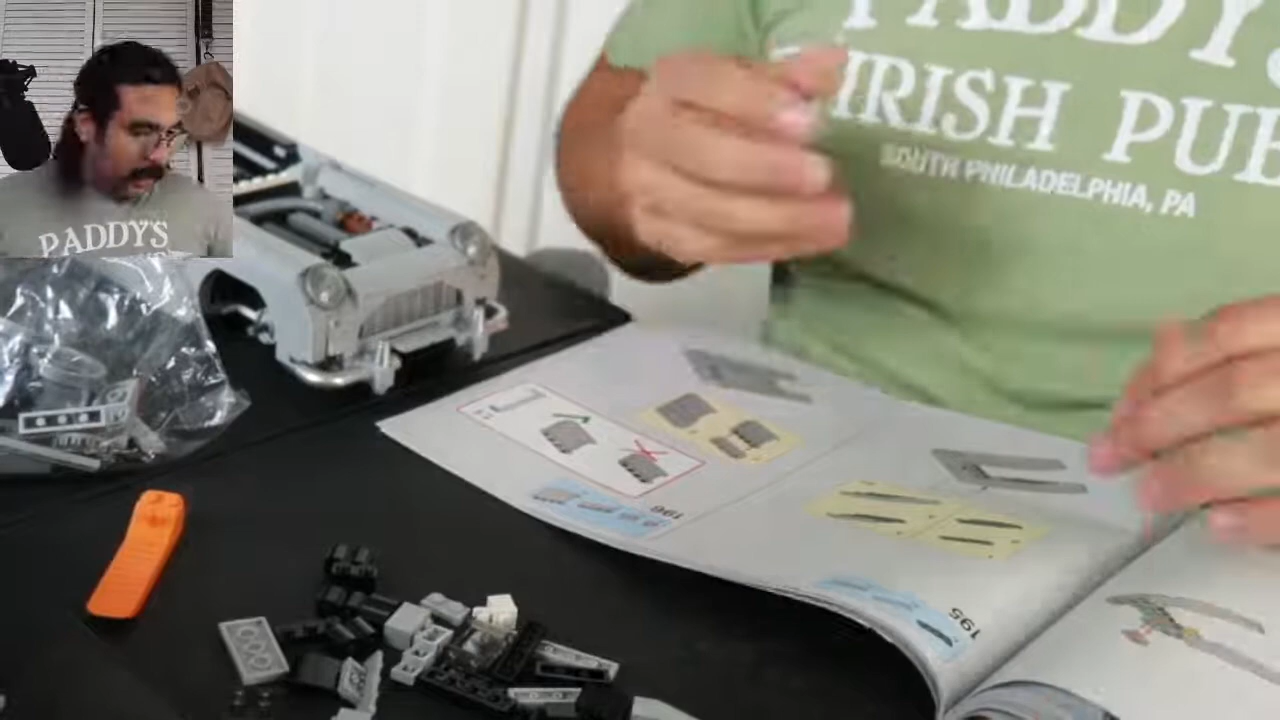 PADDY'S
PADDY'S
IRISH PUB
SOUTH PHILADELPHIA, PA
196
195